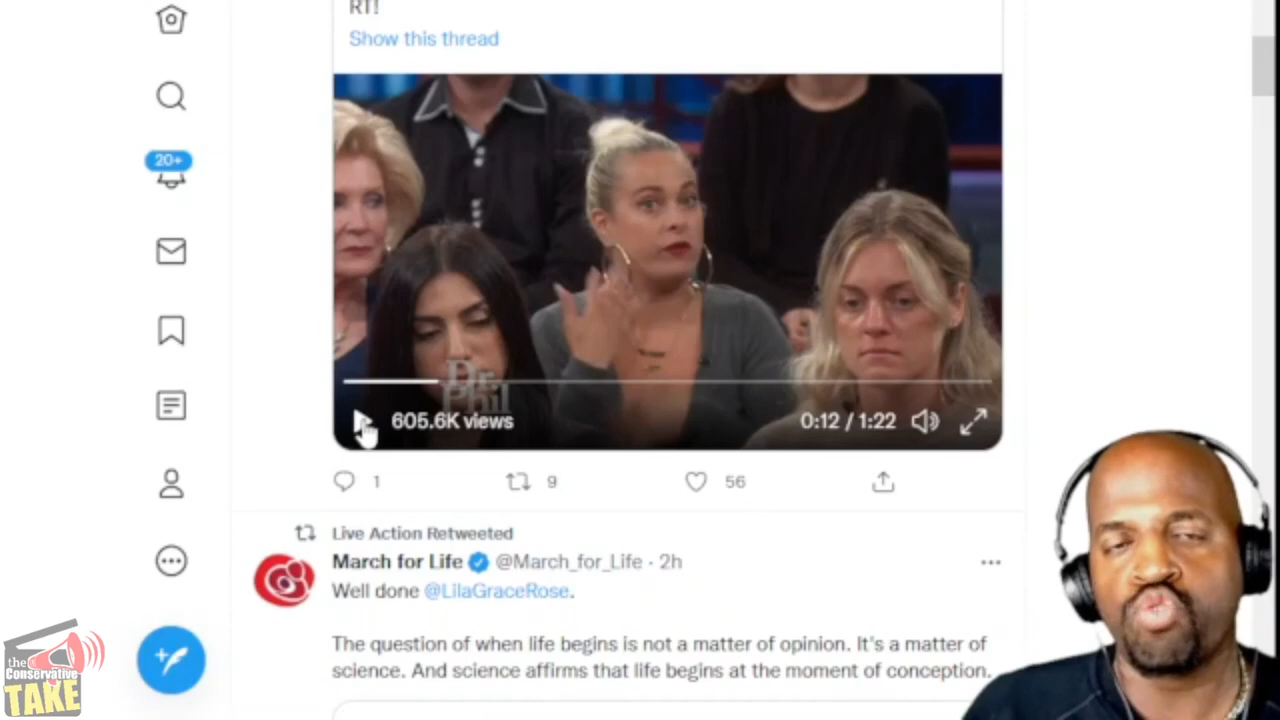 RT!
Show this thread
20+
Dr.
Phil
605.6K views
0:12 / 1:22
1
9
56
Live Action Retweeted
March for Life @March_for_Life · 2h
Well done @LilaGraceRose.
The question of when life begins is not a matter of opinion. It's a matter of
science. And science affirms that life begins at the moment of conception.
the
Conservative
TAKE